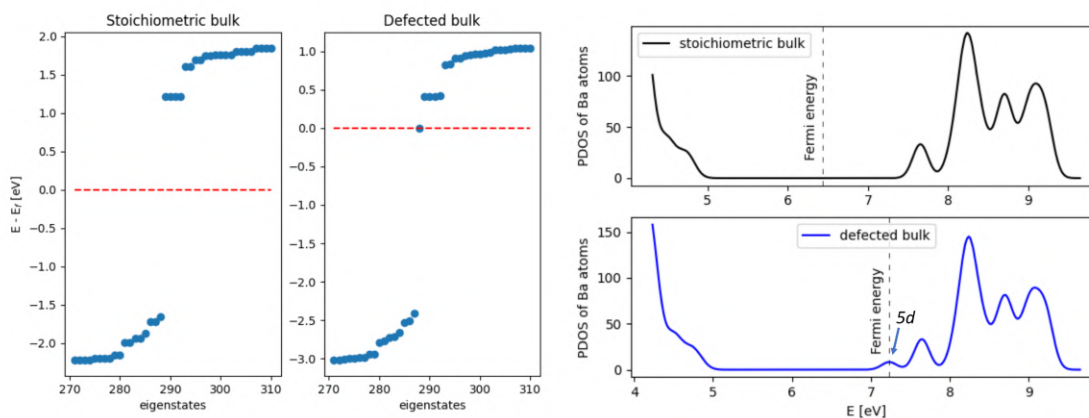 Stoichiometric bulk
E - E_f [eV]
2.0
1.5
1.0
0.5
0.0
−0.5
−1.0
−1.5
−2.0
270 280 290 300 310
eigenstates
Defected bulk
1.0
0.5
0.0
−0.5
−1.0
−1.5
−2.0
−2.5
−3.0
270 280 290 300 310
eigenstates
PDOS of Ba atoms
100
50
0
stoichiometric bulk
Fermi energy
5 6 7 8 9
PDOS of Ba atoms
150
100
50
0
defected bulk
Fermi energy
5d
4 5 6 7 8 9
E [eV]